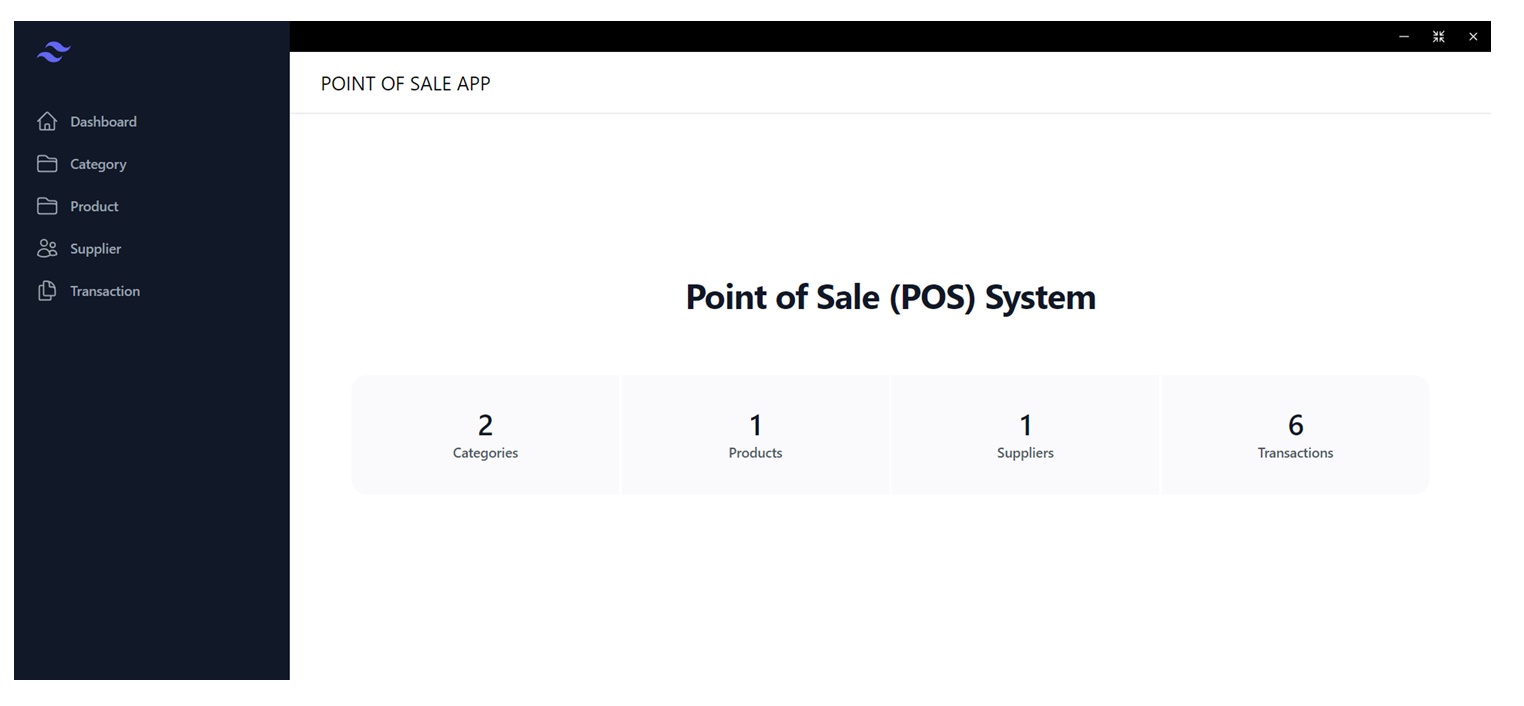 POINT OF SALE APP
Dashboard
Category
Product
Supplier
Transaction
Point of Sale (POS) System
2
Categories
1
Products
1
Suppliers
6
Transactions